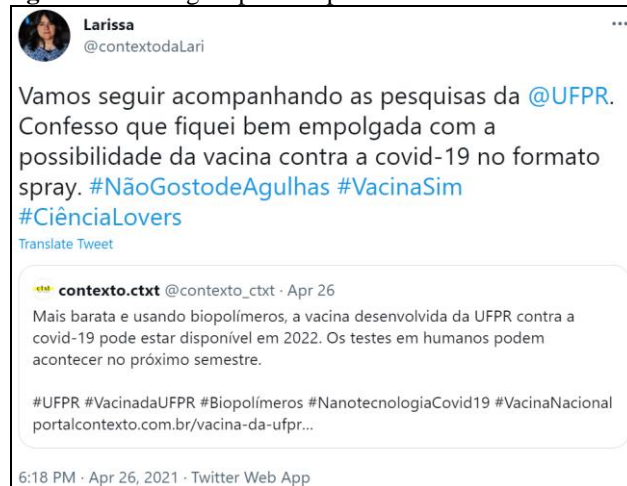 Larissa
@contextodaLari
Vamos seguir acompanhando as pesquisas da @UFPR.
Confesso que fiquei bem empolgada com a
possibilidade da vacina contra a covid-19 no formato
spray. #NãoGostodeAgulhas #VacinaSim
#CiênciaLovers
Translate Tweet
contexto.ctxt @contexto_ctxt · Apr 26
Mais barata e usando biopolímeros, a vacina desenvolvida da UFPR contra a
covid-19 pode estar disponível em 2022. Os testes em humanos podem
acontecer no próximo semestre.
#UFPR #VacinadaUFPR #Biopolímeros #NanotecnologiaCovid19 #VacinaNacional
portalcontexto.com.br/vacina-da-ufpr...
6:18 PM · Apr 26, 2021 · Twitter Web App